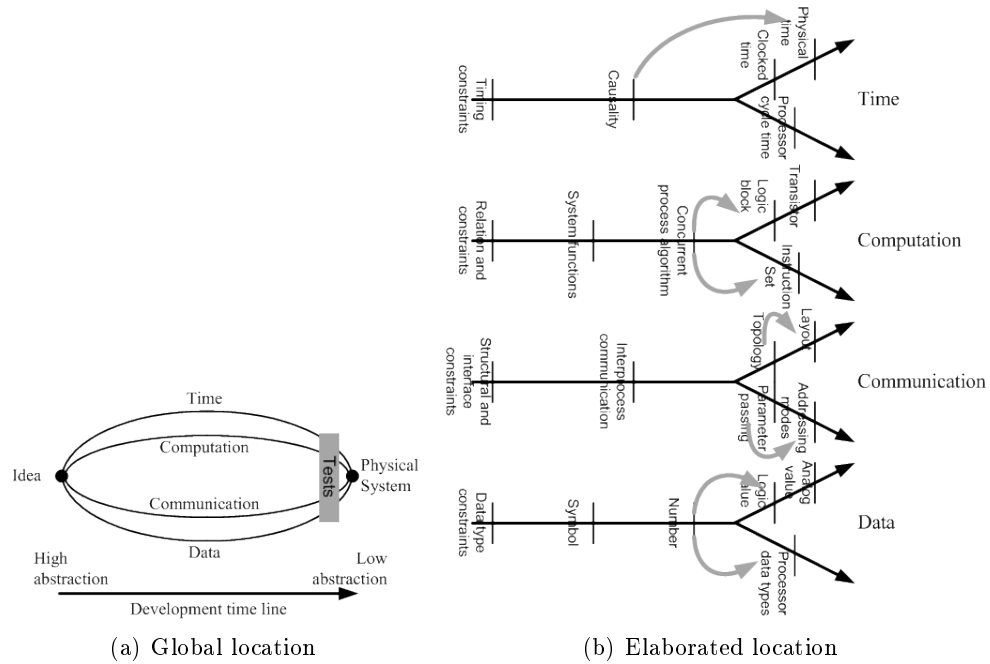 Time
Computation
Idea
Tests
Physical
System
Communication
Data
High
abstraction
Low
abstraction
Development time line
(a) Global location
Timing
constraints
Causality
Clocked
time
Physical
time
Processor
cycle time
Time
Relation and
constraints
System functions
Concurrent
process algorithm
Logic
block
Transistor
Instruction
Set
Computation
Structural and
interface
constraints
Interprocess
communication
Topology
Layout
Parameter
passing
Addressing
modes
Communication
Data type
constraints
Symbol
Number
Logic
value
Analog
value
Processor
data types
Data
(b) Elaborated location